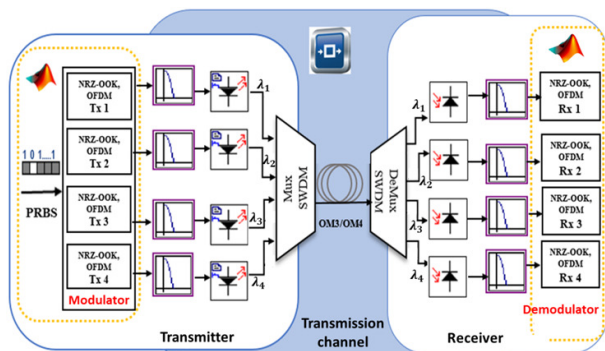 1 0 1....1
PRBS
NRZ-OOK,
OFDM
Tx 1
NRZ-OOK,
OFDM
Tx 2
NRZ-OOK,
OFDM
Tx 3
NRZ-OOK,
OFDM
Tx 4
Modulator
λ1
λ2
λ3
λ4
Mux
SWDM
Transmitter
OM3/OM4
Transmission
channel
DeMux
SWDM
λ1
λ2
λ3
λ4
NRZ-OOK,
OFDM
Rx 1
NRZ-OOK,
OFDM
Rx 2
NRZ-OOK,
OFDM
Rx 3
NRZ-OOK,
OFDM
Rx 4
Demodulator
Receiver